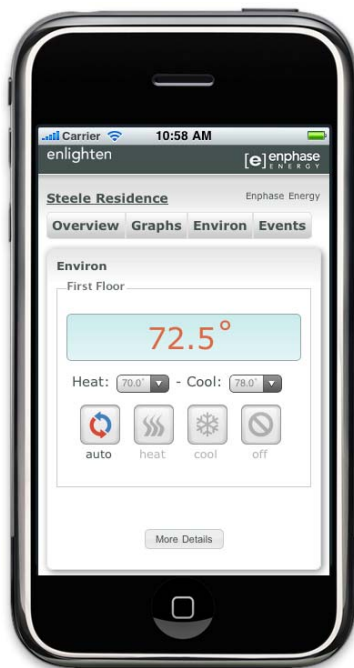 Carrier 10:58 AM
enlighten [e] enphase
ENERGY
Steele Residence Enphase Energy
Overview Graphs Environ Events
Environ
First Floor
72.5°
Heat: 70.0° - Cool: 78.0°
auto heat cool off
More Details